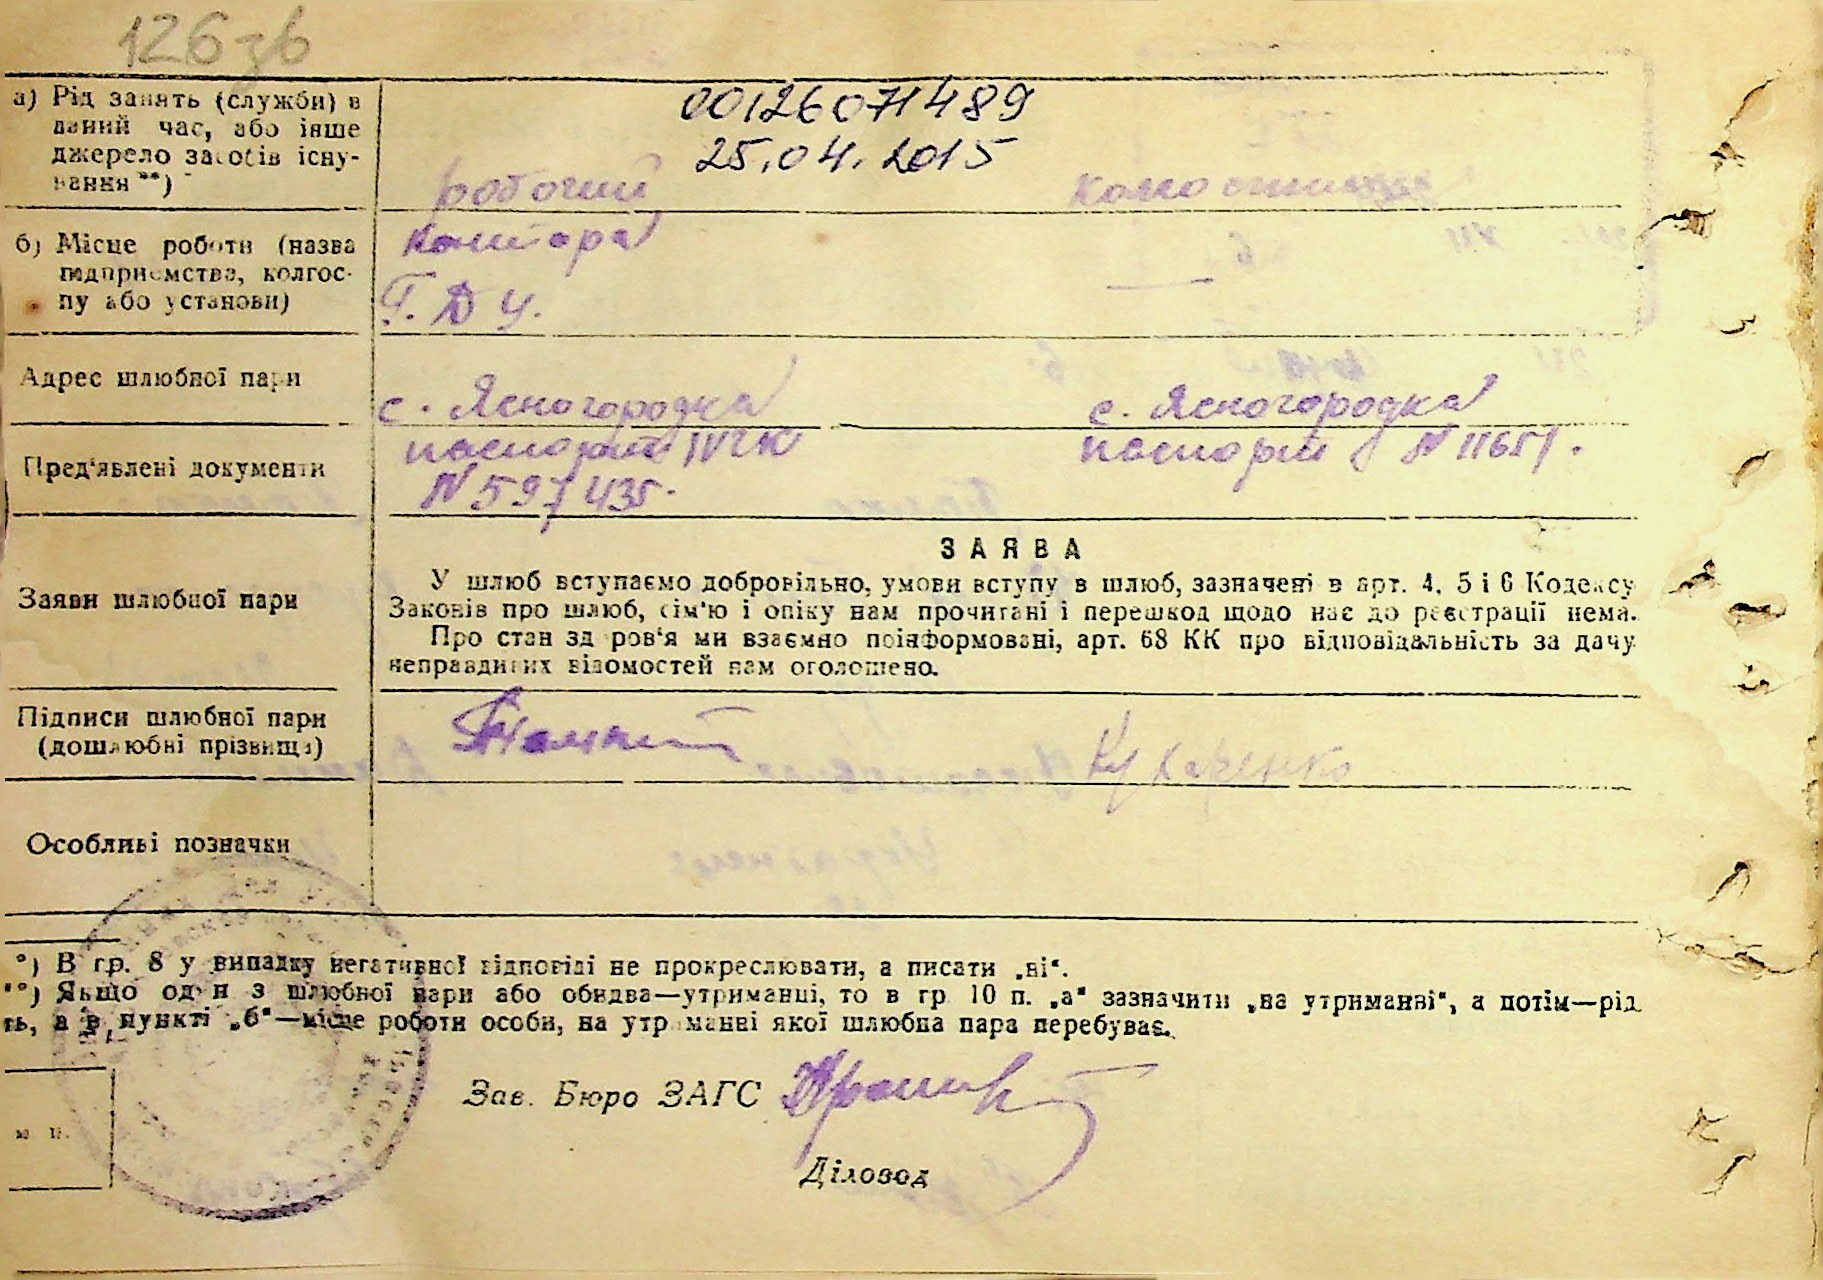 126 зв
00126071489
25.04.2015
а) Рід занять (служби) в
даний час, або інше
джерело засобів існу-
вання **)
робочий
б) Місце роботи (назва
підприємства, колгос-
пу або установи)
контора
Адрес шлюбної пари
с. Ясногородка с. Ясногородка
Пред'явлені документи
паспорт паспорт N 11651.
N 597435.
Заяви шлюбної пари
ЗАЯВА
У шлюб вступаємо добровільно, умови вступу в шлюб, зазначені в арт. 4, 5 і 6 Кодексу
Законів про шлюб, сім'ю і опіку нам прочитані і перешкод щодо нас до реєстрації нема.
Про стан здоров'я ми взаємно поінформовані, арт. 68 КК про відповідальність за дачу
неправдивих відомостей нам оголошено.
Підписи шлюбної пари
(дошлюбні прізвища)
Кухаренко
Особливі позначки
*) В гр. 8 у випадку негативної відповіді не прокреслювати, а писати „ні“.
**) Якщо один з шлюбної пари або обидва—утриманці, то в гр 10 п. „а“ зазначити „на утриманні“, а потім—рід
ть, а в пункті „б“—місце роботи особи, на утриманні якої шлюбна пара перебуває.
Зав. Бюро ЗАГС
Діловод